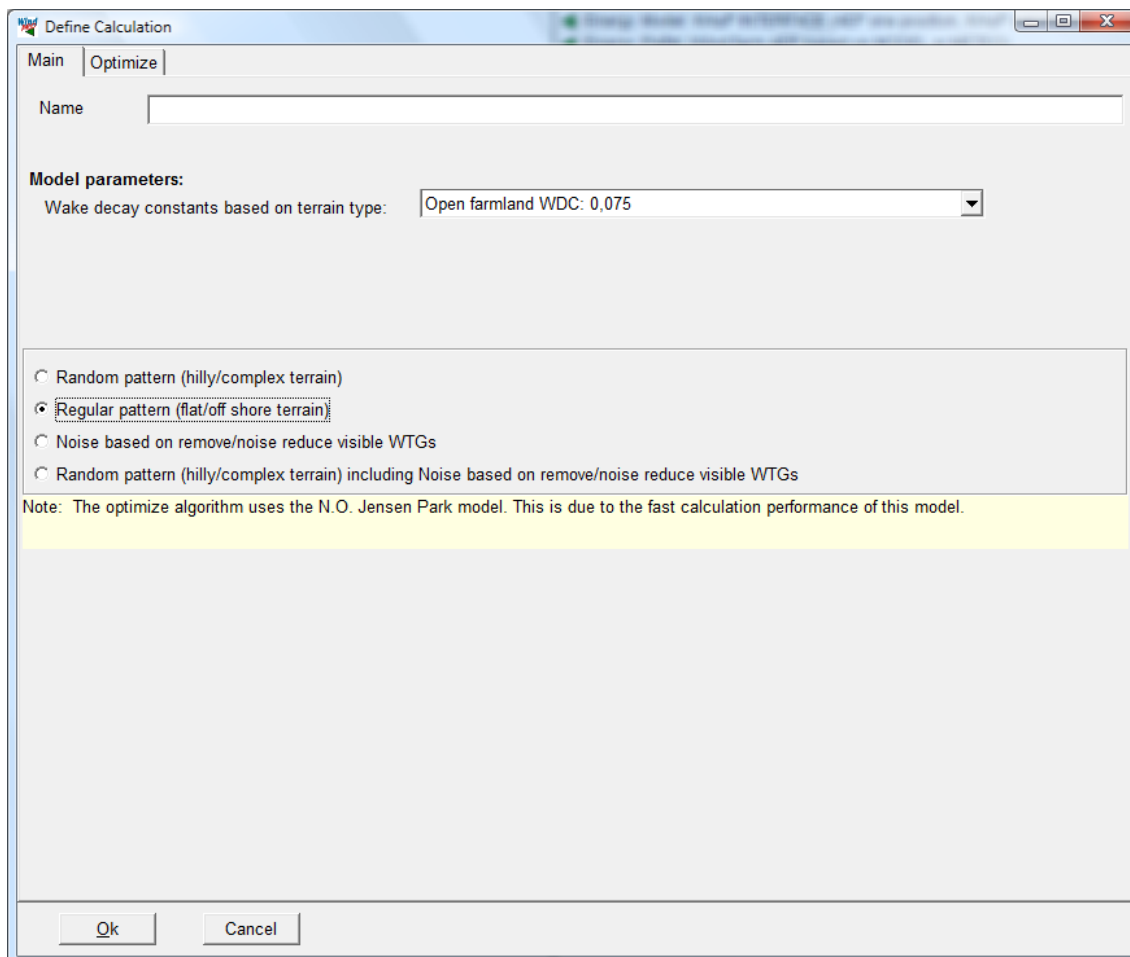 Define Calculation
Main
Optimize
Name
Model parameters:
Wake decay constants based on terrain type:
Open farmland WDC: 0,075
Random pattern (hilly/complex terrain)
Regular pattern (flat/off shore terrain)
Noise based on remove/noise reduce visible WTGs
Random pattern (hilly/complex terrain) including Noise based on remove/noise reduce visible WTGs
Note:  The optimize algorithm uses the N.O. Jensen Park model. This is due to the fast calculation performance of this model.
Ok
Cancel